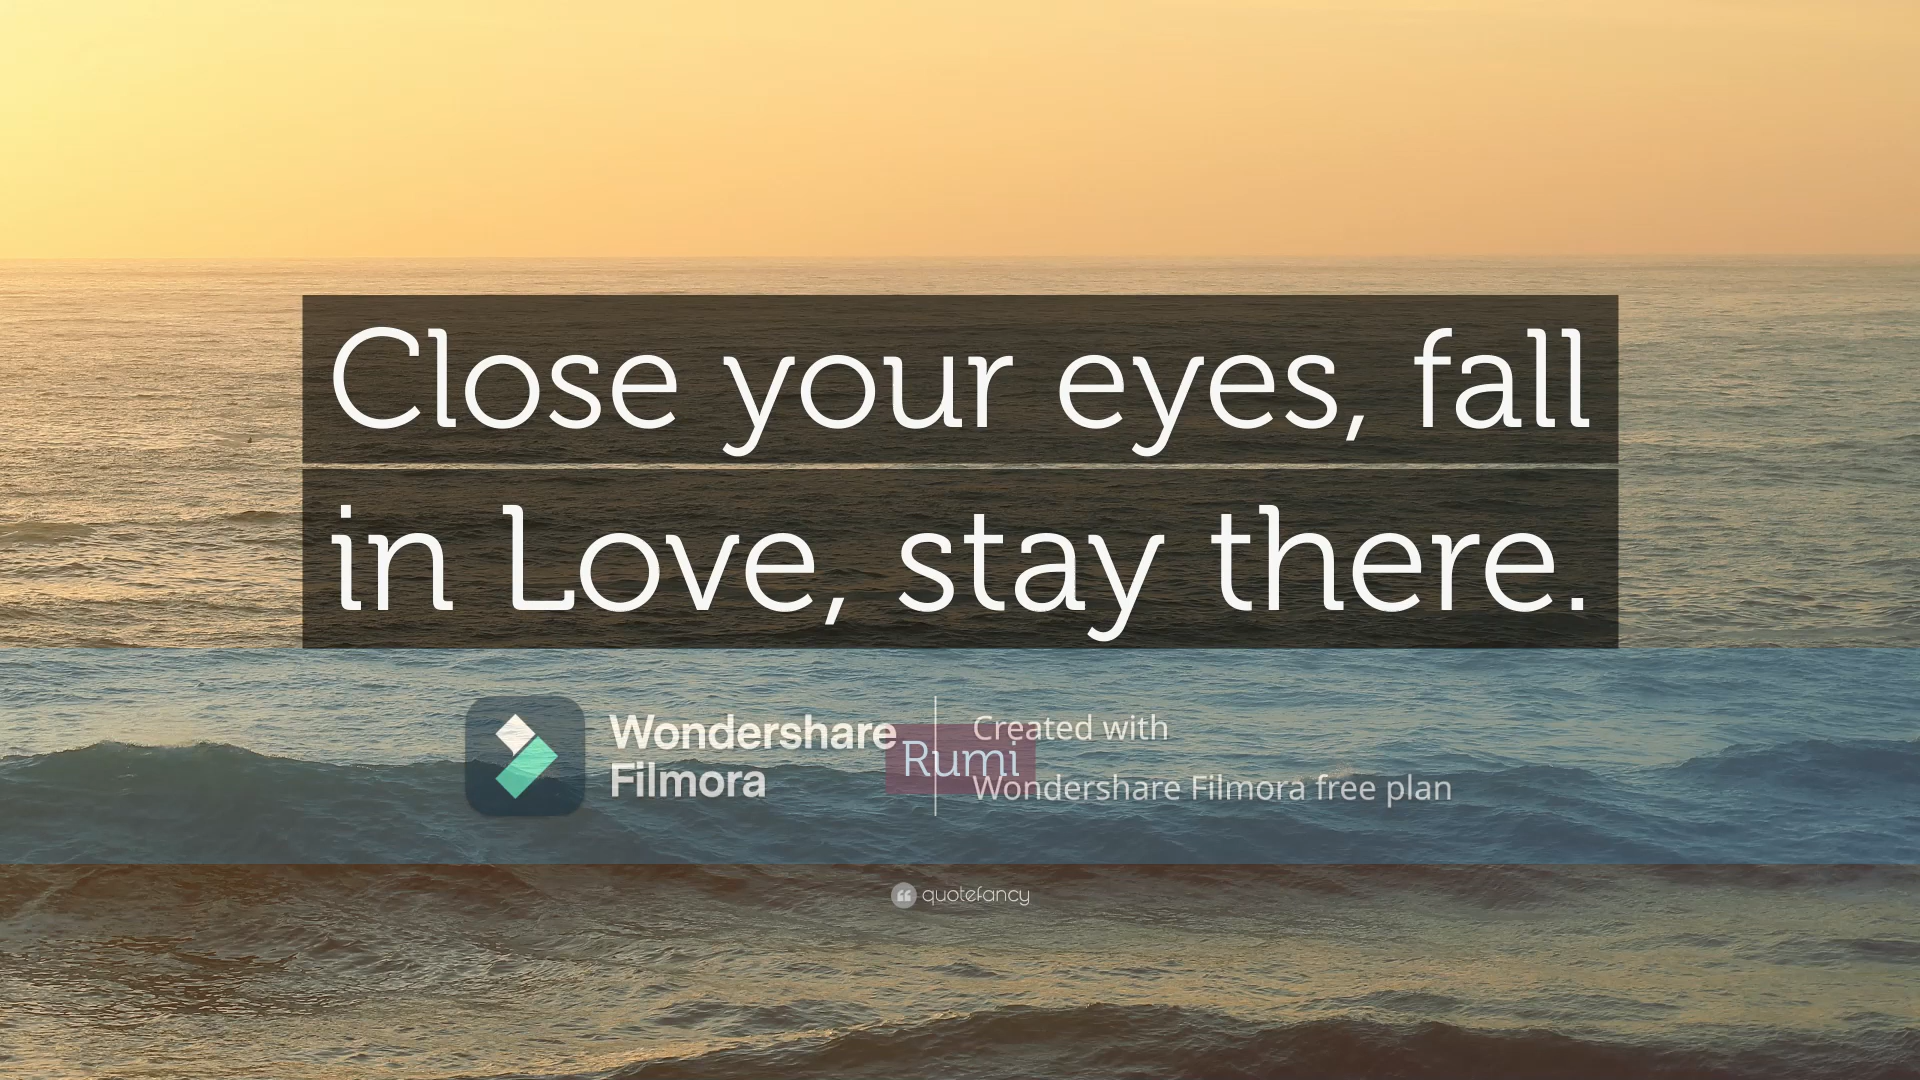 Close your eyes, fall
in Love, stay there.
Wondershare
Filmora
Rumi
Created with
Wondershare Filmora free plan
quotefancy